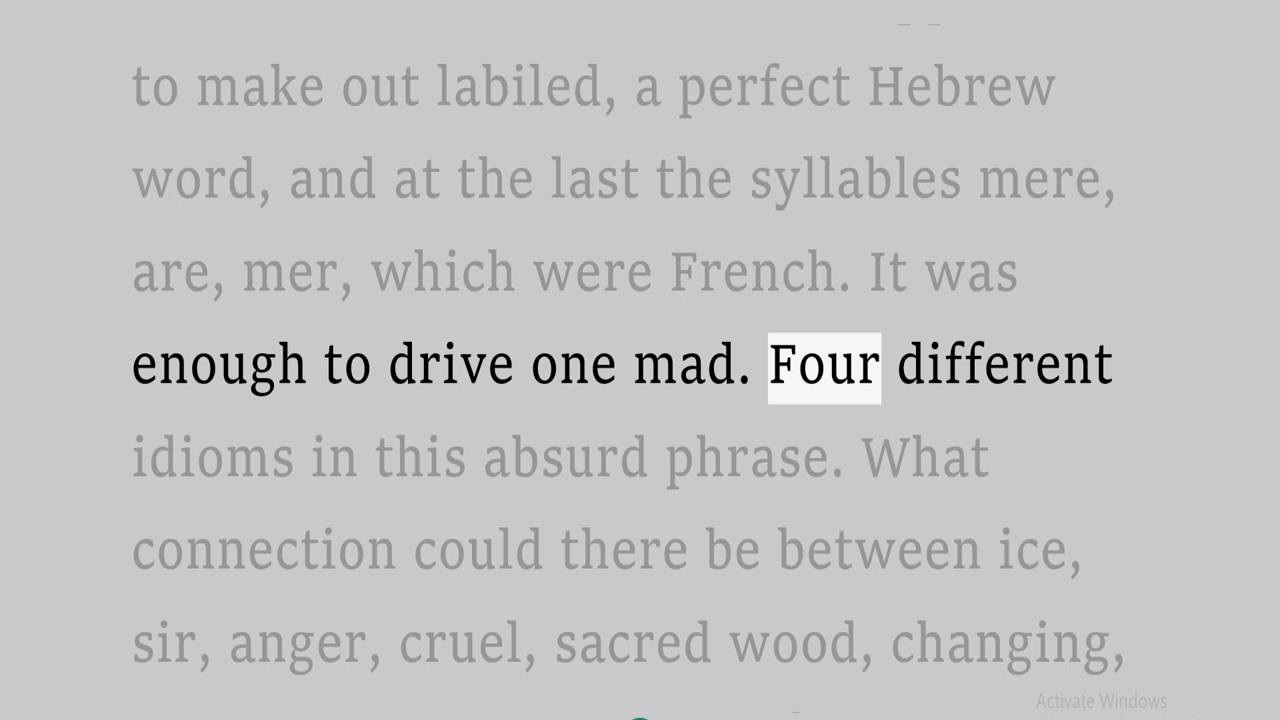 to make out labiled, a perfect Hebrew
word, and at the last the syllables mere,
are, mer, which were French. It was
enough to drive one mad. Four different
idioms in this absurd phrase. What
connection could there be between ice,
sir, anger, cruel, sacred wood, changing,
Activate Windows